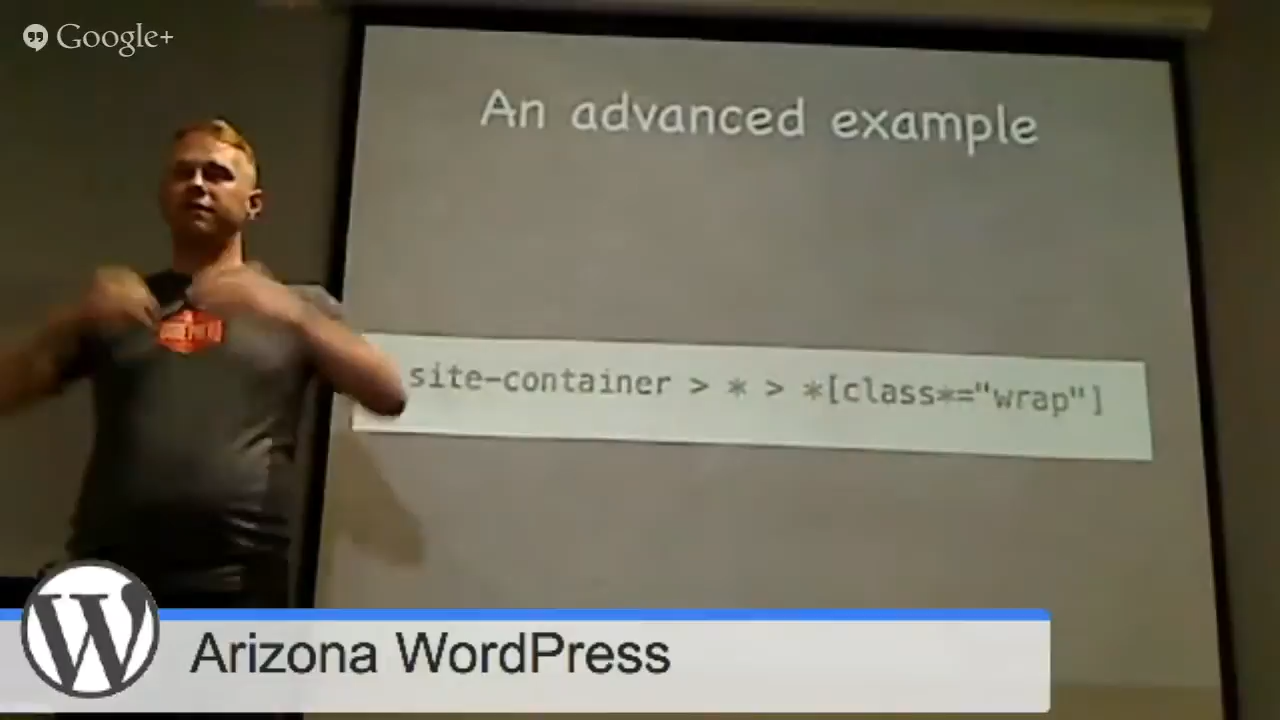 Google+
An advanced example
site-container > * > *[class*="wrap"]
Arizona WordPress